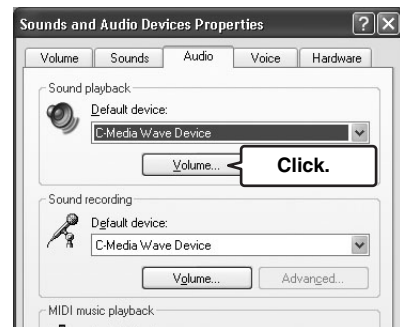 Sounds and Audio Devices Properties
Volume Sounds Audio Voice Hardware
Sound playback
Default device:
C-Media Wave Device
Volume... Click.
Sound recording
Default device:
C-Media Wave Device
Volume... Advanced...
MIDI music playback